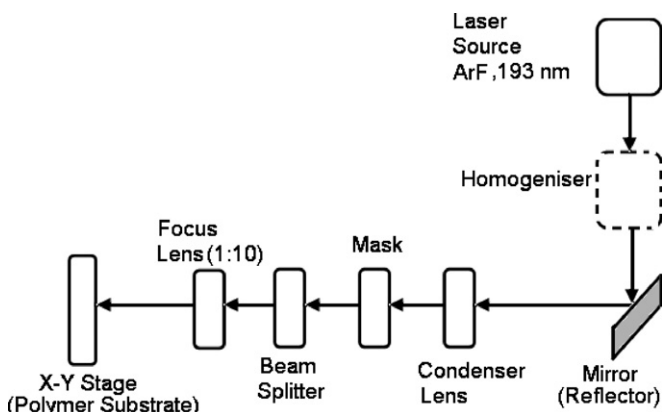 Laser
Source
ArF,193 nm
Homogeniser
Focus
Lens(1:10)
Mask
X-Y Stage
(Polymer Substrate)
Beam
Splitter
Condenser
Lens
Mirror
(Reflector)